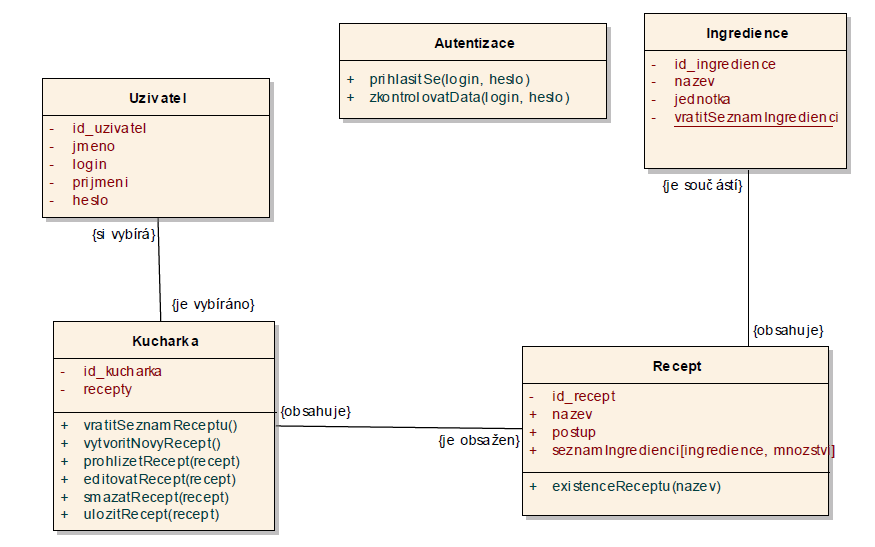 Uzivatel
- id_uzivatel
- jmeno
- login
- prijmeni
- heslo
Autentizace
+ prihlasitSe(login, heslo)
+ zkontrolovatData(login, heslo)
Ingredience
- id_ingredience
- nazev
- jednotka
- vratitSeznamIngredienci
{si vybírá}
{je vybíráno}
{je součástí}
{obsahuje}
Kucharka
- id_kucharka
- recepty
+ vratitSeznamReceptu()
+ vytvoritNovyRecept()
+ prohlizetRecept(recept)
+ editovatRecept(recept)
+ smazatRecept(recept)
+ ulozitRecept(recept)
{obsahuje}
{je obsažen}
Recept
- id_recept
+ nazev
+ postup
+ seznamIngredienci[ingredience, mnozstvi]
+ existenceReceptu(nazev)